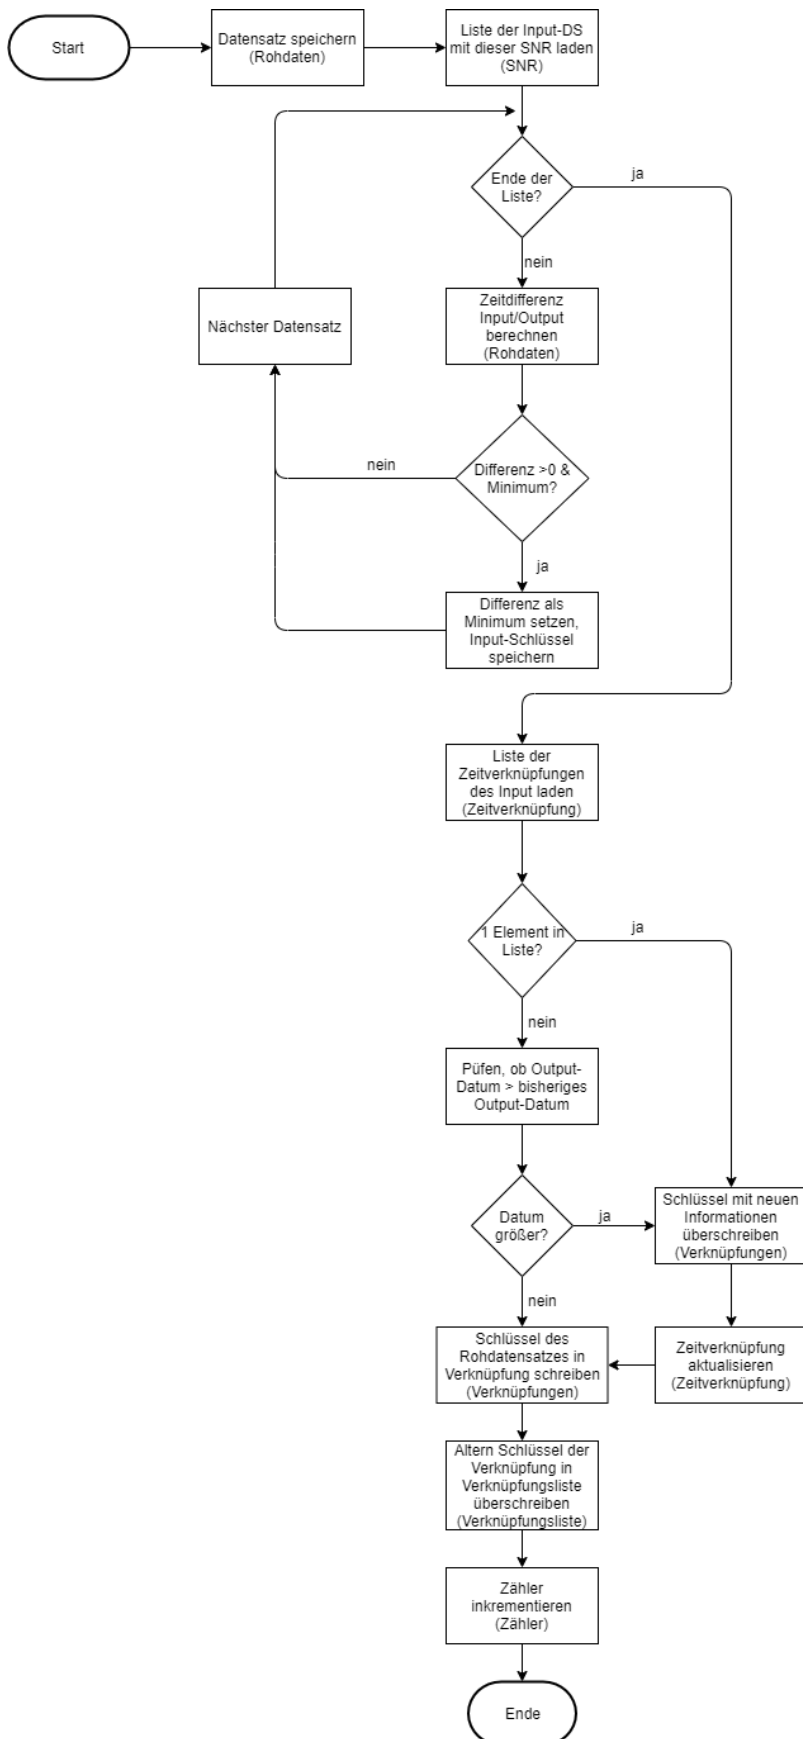 Start
Datensatz speichern
(Rohdaten)
Liste der Input-DS
mit dieser SNR laden
(SNR)
Ende der
Liste?
ja
nein
Zeitdifferenz
Input/Output
berechnen
(Rohdaten)
Nächster Datensatz
Differenz >0 &
Minimum?
nein
ja
Differenz als
Minimum setzen,
Input-Schlüssel
speichern
Liste der
Zeitverknüpfungen
des Input laden
(Zeitverknüpfung)
1 Element in
Liste?
ja
nein
Püfen, ob Output-
Datum > bisheriges
Output-Datum
Datum
größer?
ja
nein
Schlüssel mit neuen
Informationen
überschreiben
(Verknüpfungen)
Schlüssel des
Rohdatensatzes in
Verknüpfung schreiben
(Verknüpfungen)
Zeitverknüpfung
aktualisieren
(Zeitverknüpfung)
Altern Schlüssel der
Verknüpfung in
Verknüpfungsliste
überschreiben
(Verknüpfungsliste)
Zähler
inkrementieren
(Zähler)
Ende